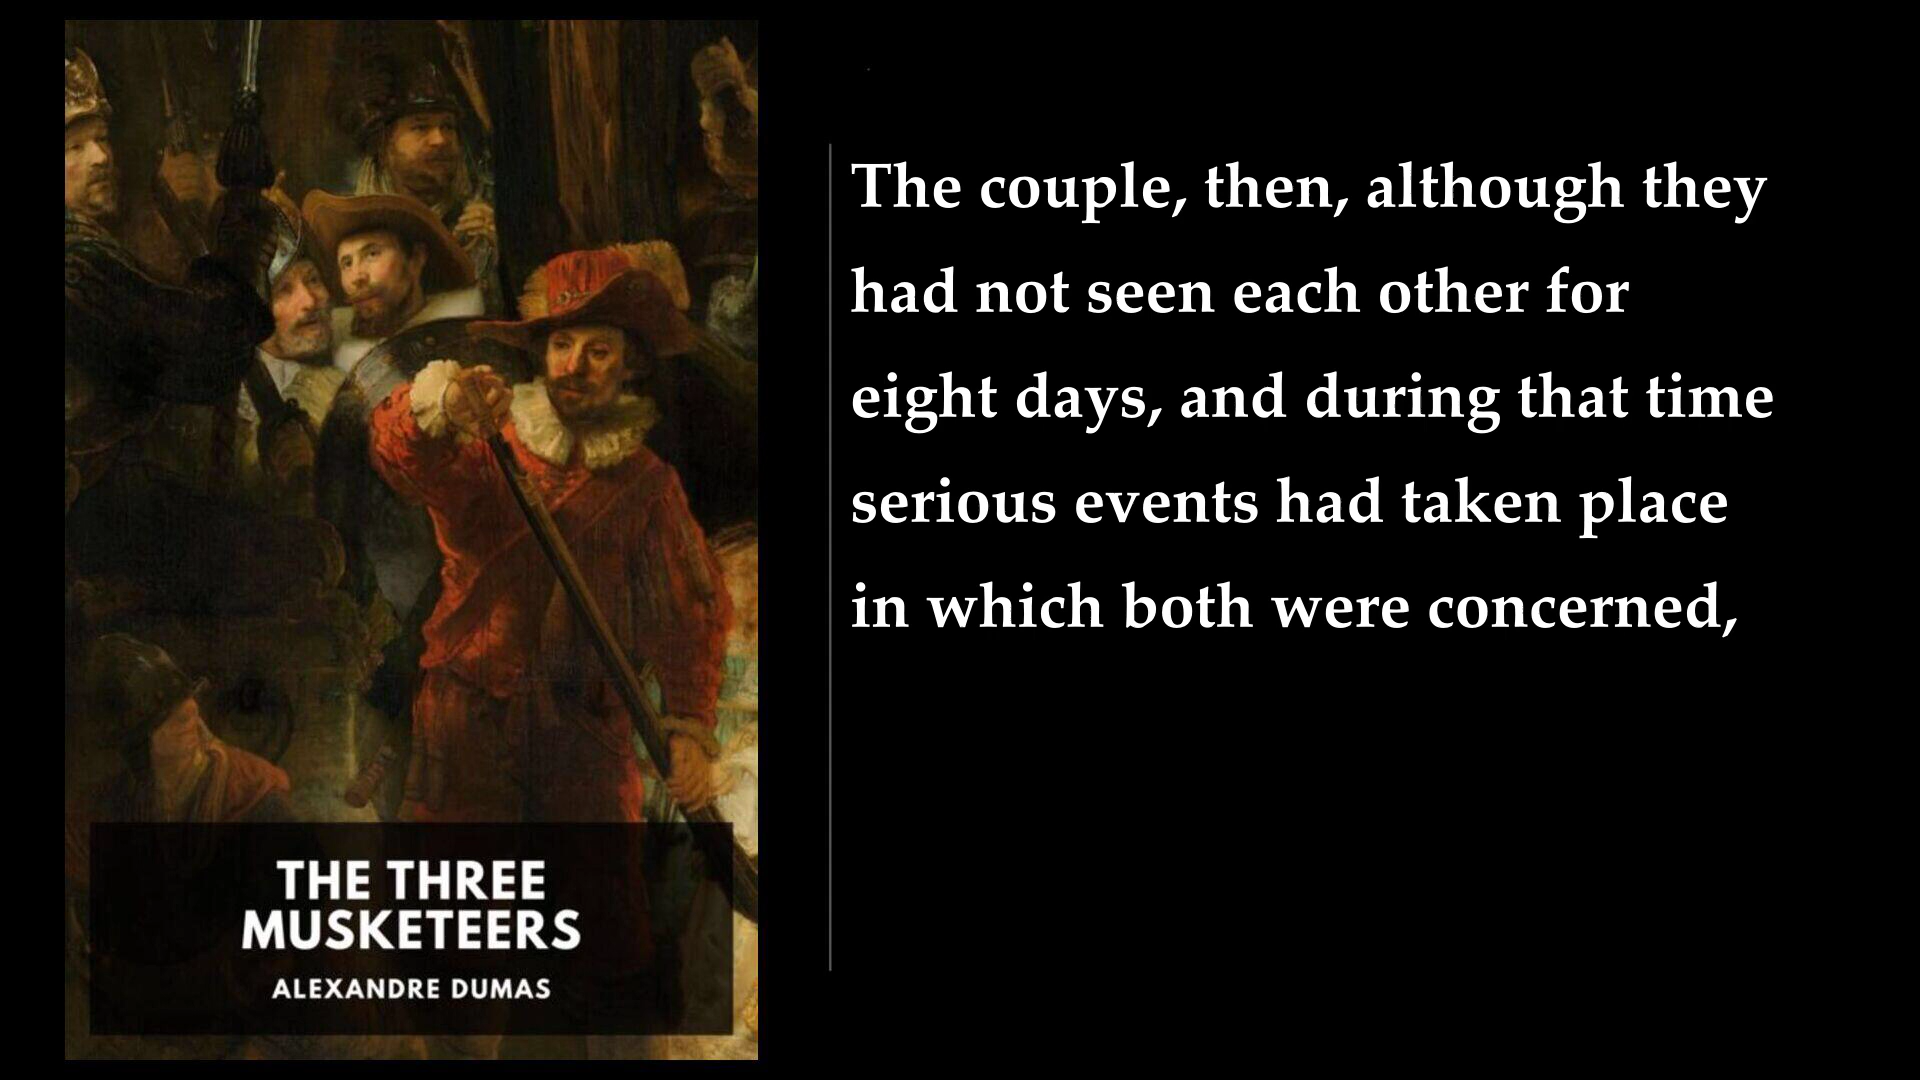 The couple, then, although they
had not seen each other for
eight days, and during that time
serious events had taken place
in which both were concerned,
THE THREE
MUSKETEERS
ALEXANDRE DUMAS